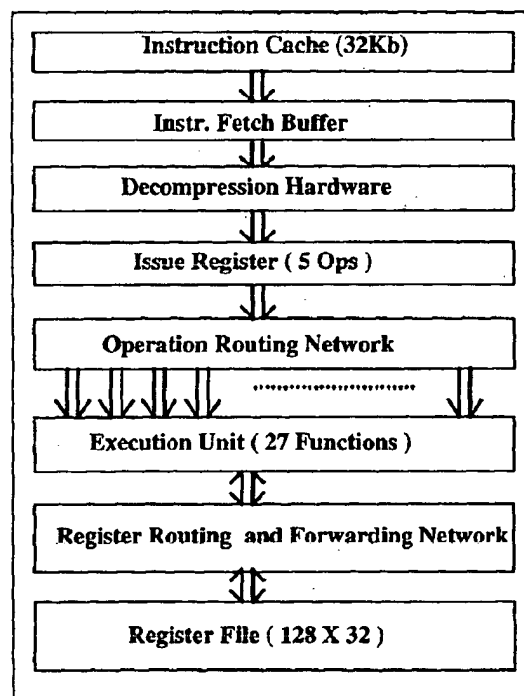 Instruction Cache (32Kb)
Instr. Fetch Buffer
Decompression Hardware
Issue Register ( 5 Ops )
Operation Routing Network
Execution Unit ( 27 Functions )
Register Routing and Forwarding Network
Register File ( 128 X 32 )